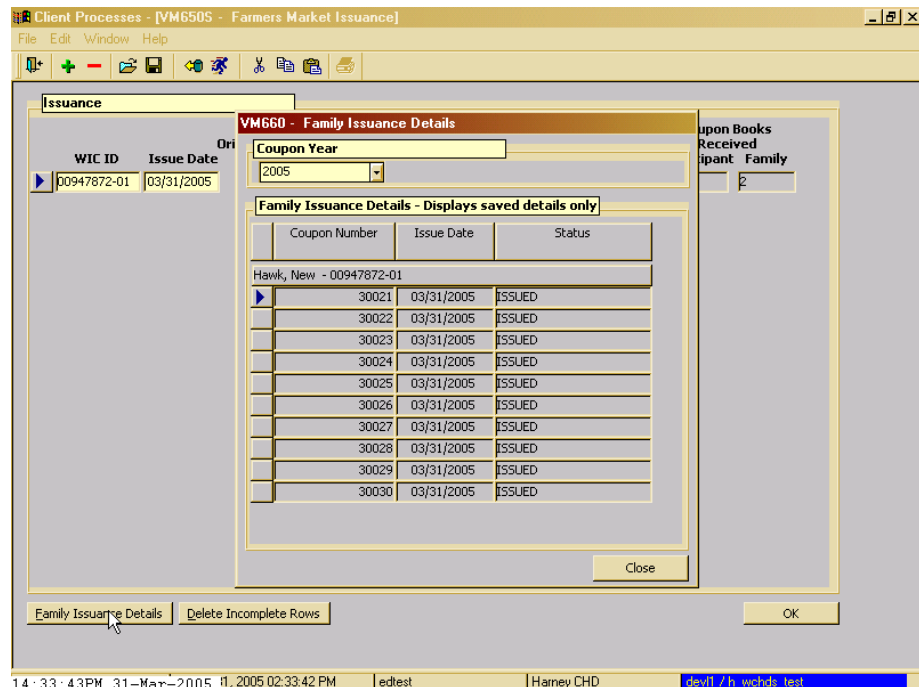 Client Processes - [VM650S - Farmers Market Issuance]
File Edit Window Help
Issuance
VM660 - Family Issuance Details
Coupon Year
2005
upon Books
Ori Received
WIC ID Issue Date ipant Family
00947872-01 03/31/2005 2
Family Issuance Details - Displays saved details only
Coupon Number Issue Date Status
Hawk, New - 00947872-01
30021 03/31/2005 ISSUED
30022 03/31/2005 ISSUED
30023 03/31/2005 ISSUED
30024 03/31/2005 ISSUED
30025 03/31/2005 ISSUED
30026 03/31/2005 ISSUED
30027 03/31/2005 ISSUED
30028 03/31/2005 ISSUED
30029 03/31/2005 ISSUED
30030 03/31/2005 ISSUED
Close
Family Issuance Details Delete Incomplete Rows OK
14:33:43PM 31-Mar-2005 1, 2005 02:33:42 PM edtest Harney CHD devl1 / h_wchds_test